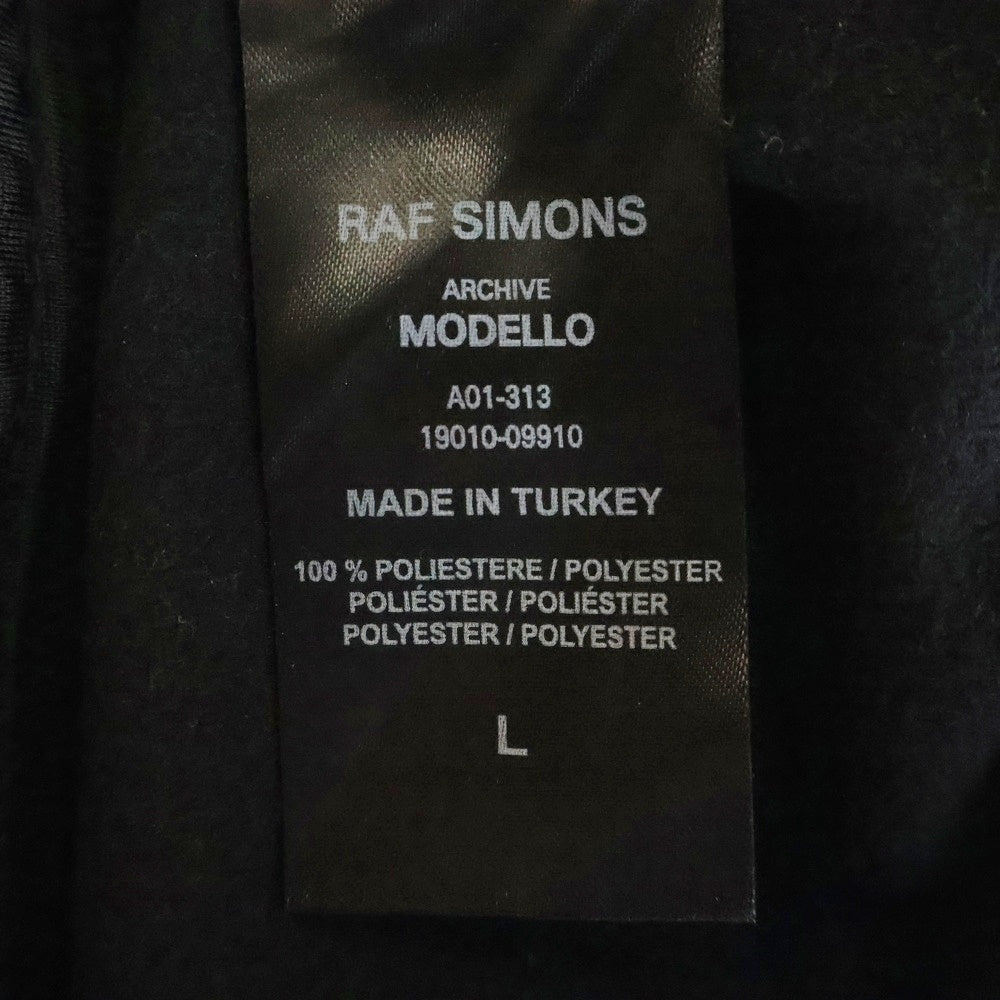 RAF SIMONS
ARCHIVE
MODELLO
A01-313
19010-09910
MADE IN TURKEY
100 % POLIESTERE / POLYESTER
POLIÉSTER / POLIÉSTER
POLYESTER / POLYESTER
L